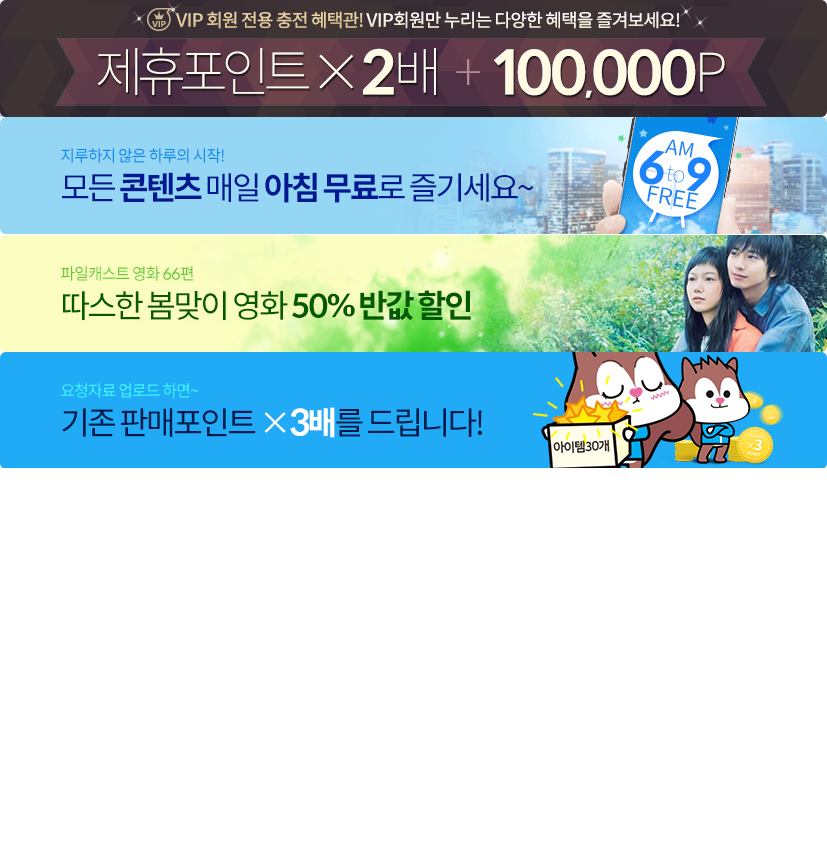 VIP VIP 회원 전용 충전 혜택관! VIP회원만 누리는 다양한 혜택을 즐겨보세요!
제휴포인트×2배 + 100,000P
지루하지 않은 하루의 시작!
모든 콘텐츠 매일 아침 무료로 즐기세요~
AM
6 to 9
FREE
파일캐스트 영화 66편
따스한 봄맞이 영화 50% 반값 할인
요청자료 업로드 하면~
기존 판매포인트 ×3배를 드립니다!
아이템30개
×3